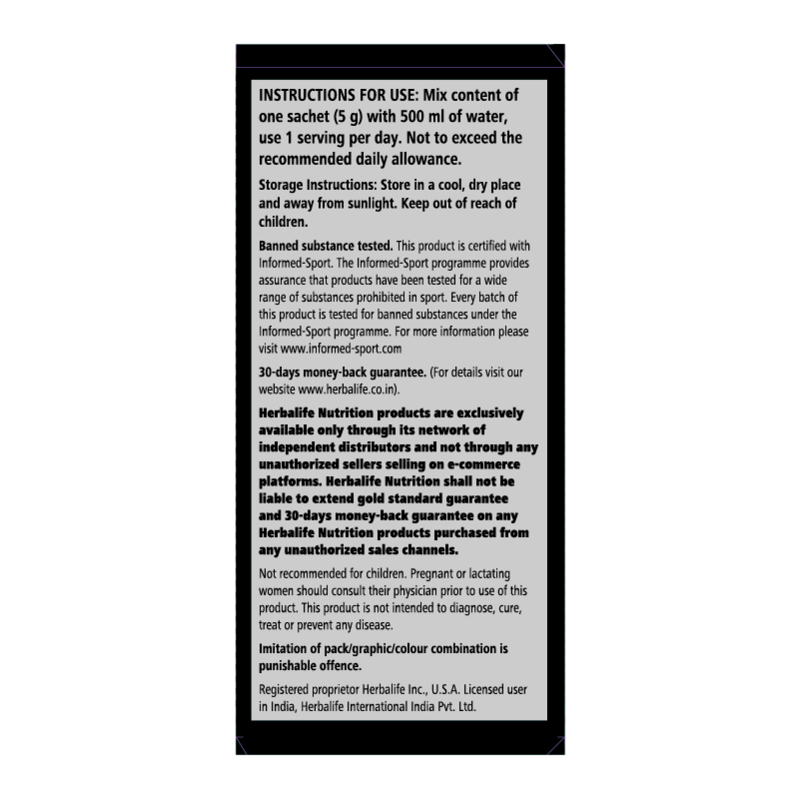 INSTRUCTIONS FOR USE: Mix content of
one sachet (5 g) with 500 ml of water,
use 1 serving per day. Not to exceed the
recommended daily allowance.
Storage Instructions: Store in a cool, dry place
and away from sunlight. Keep out of reach of
children.
Banned substance tested. This product is certified with
Informed-Sport. The Informed-Sport programme provides
assurance that products have been tested for a wide
range of substances prohibited in sport. Every batch of
this product is tested for banned substances under the
Informed-Sport programme. For more information please
visit www.informed-sport.com
30-days money-back guarantee. (For details visit our
website www.herbalife.co.in).
Herbalife Nutrition products are exclusively
available only through its network of
independent distributors and not through any
unauthorized sellers selling on e-commerce
platforms. Herbalife Nutrition shall not be
liable to extend gold standard guarantee
and 30-days money-back guarantee on any
Herbalife Nutrition products purchased from
any unauthorized sales channels.
Not recommended for children. Pregnant or lactating
women should consult their physician prior to use of this
product. This product is not intended to diagnose, cure,
treat or prevent any disease.
Imitation of pack/graphic/colour combination is
punishable offence.
Registered proprietor Herbalife Inc., U.S.A. Licensed user
in India, Herbalife International India Pvt. Ltd.